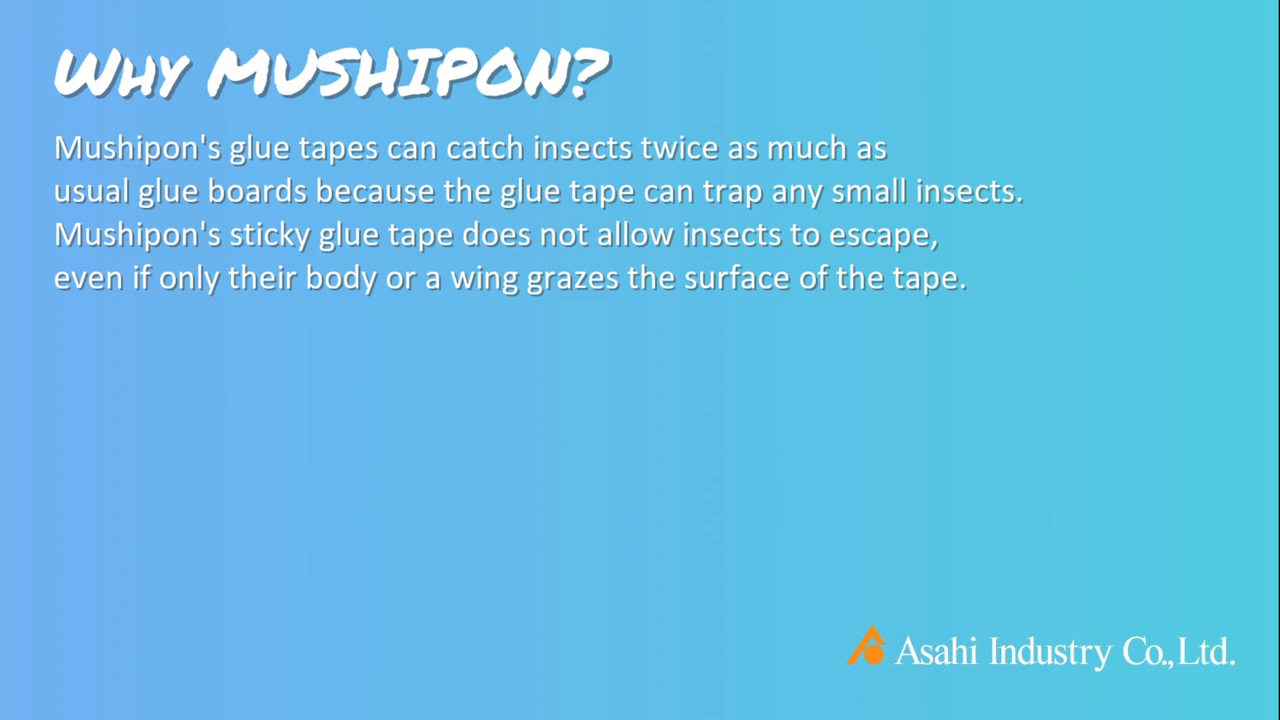 Why MUSHIPON?
Mushipon's glue tapes can catch insects twice as much as
usual glue boards because the glue tape can trap any small insects.
Mushipon's sticky glue tape does not allow insects to escape,
even if only their body or a wing grazes the surface of the tape.
Asahi Industry Co., Ltd.